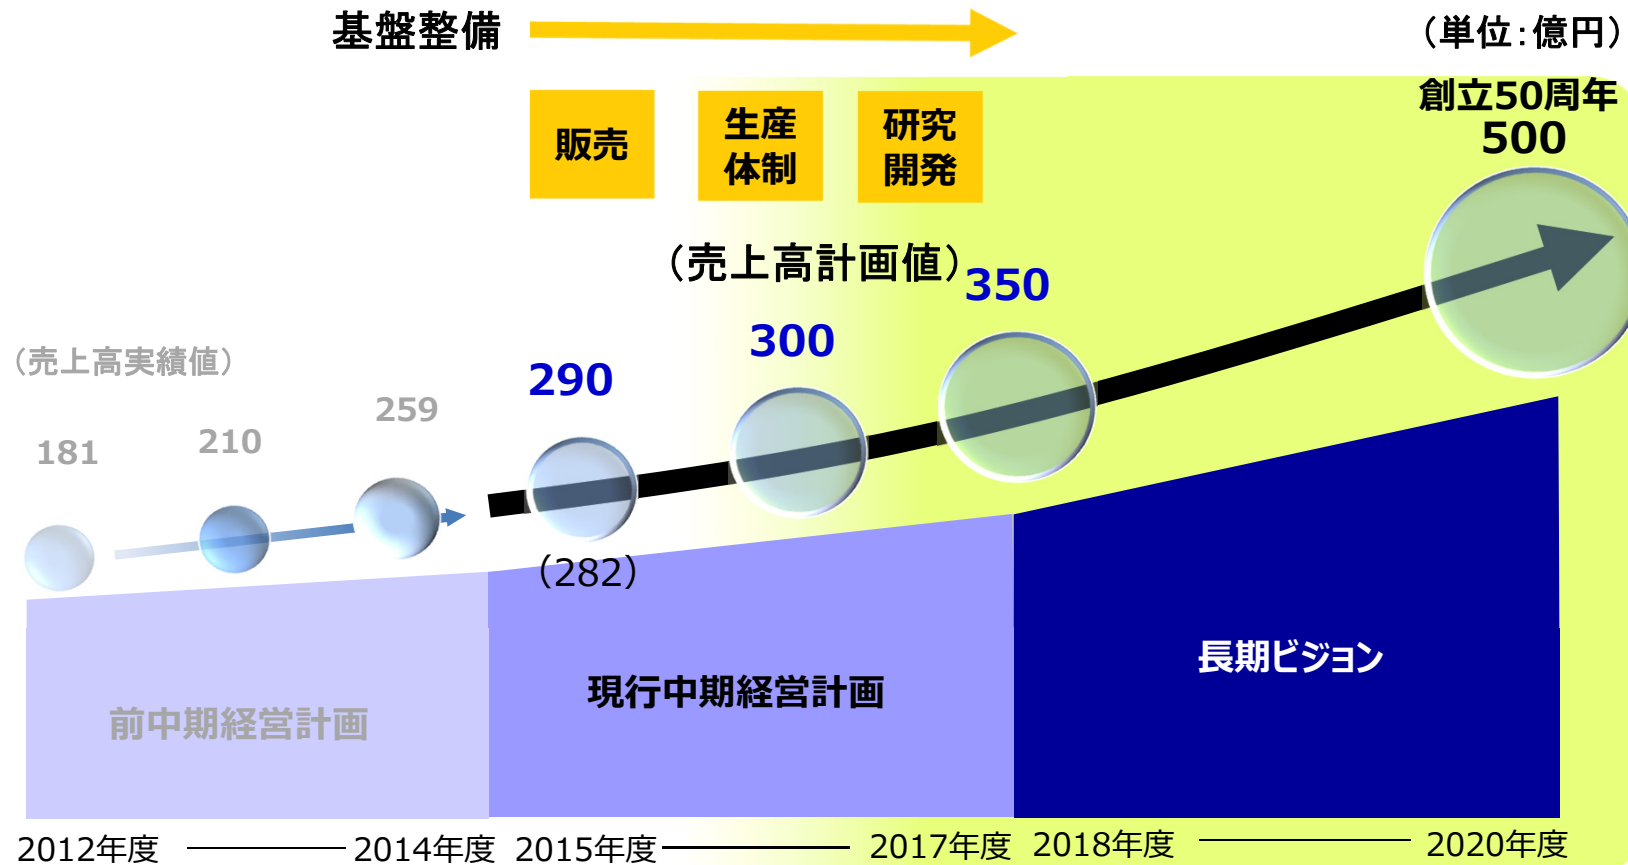 基盤整備
（単位：億円）
販売
生産
体制
研究
開発
創立50周年
500
（売上高計画値）
350
300
290
（売上高実績値）
259
210
181
（282）
前中期経営計画
現行中期経営計画
長期ビジョン
2012年度
2014年度
2015年度
2017年度
2018年度
2020年度